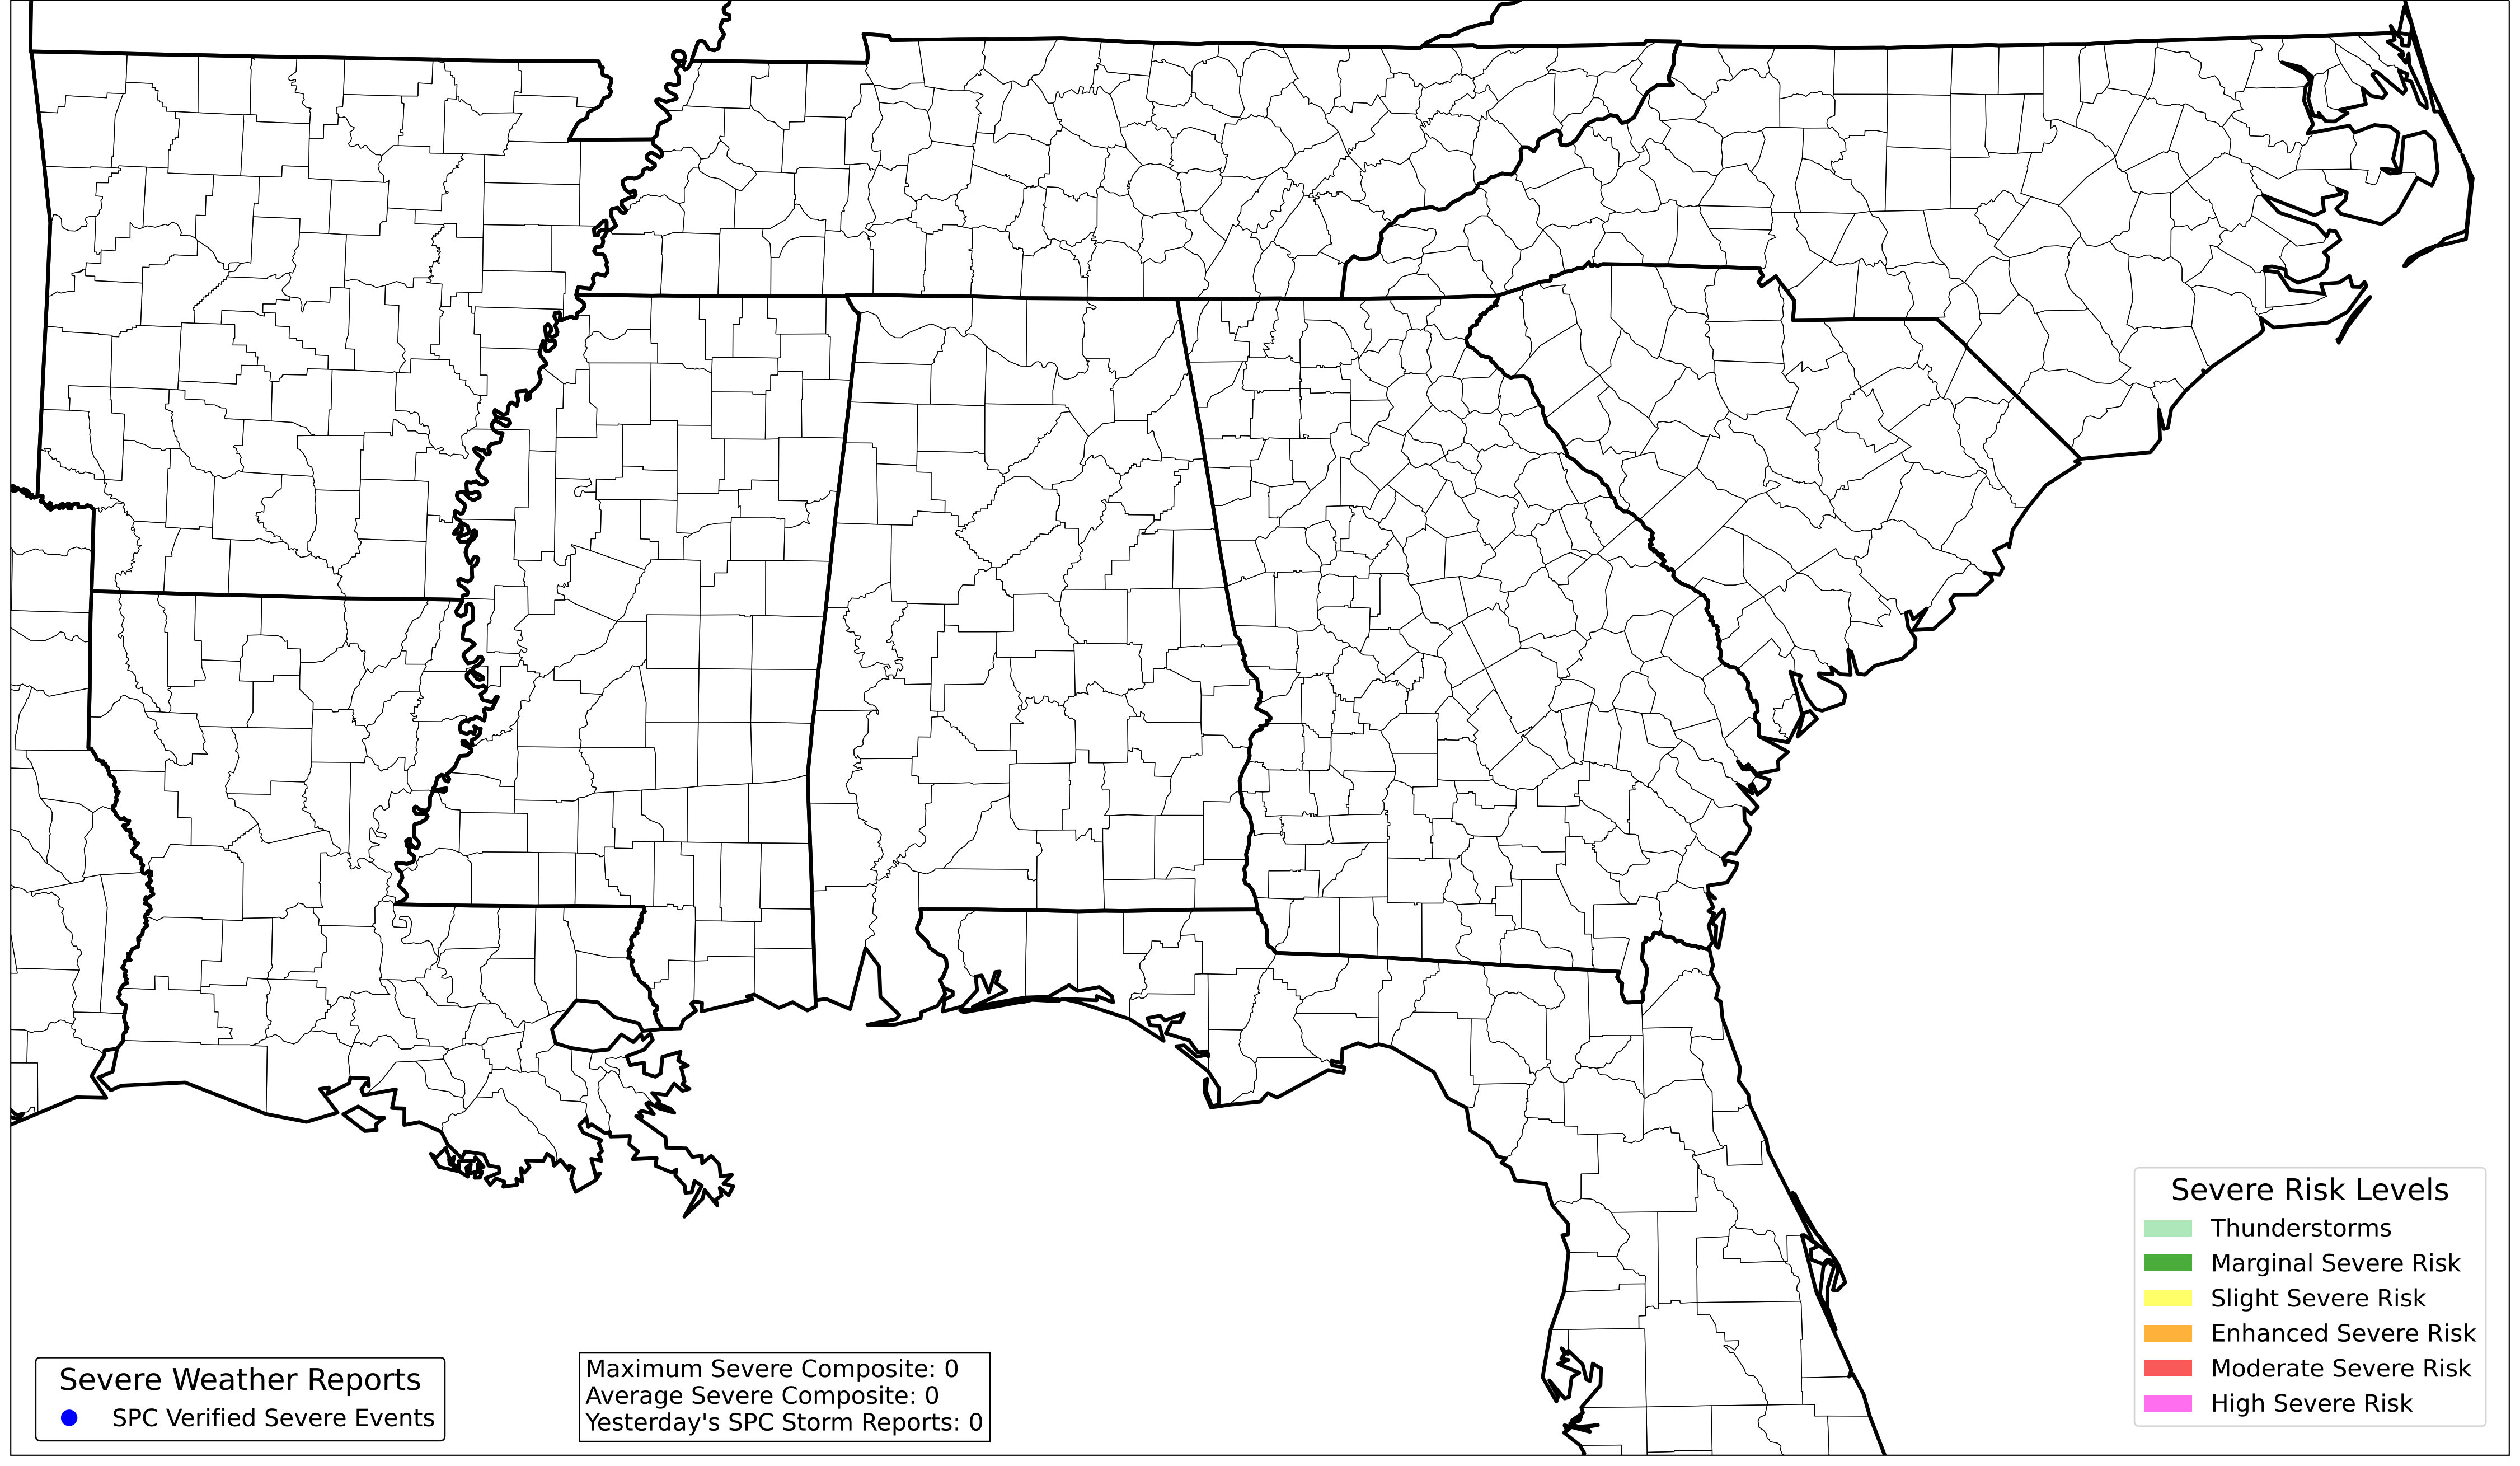 Severe Risk Levels
Thunderstorms
Marginal Severe Risk
Slight Severe Risk
Enhanced Severe Risk
Moderate Severe Risk
High Severe Risk
Severe Weather Reports
SPC Verified Severe Events
Maximum Severe Composite: 0
Average Severe Composite: 0
Yesterday's SPC Storm Reports: 0